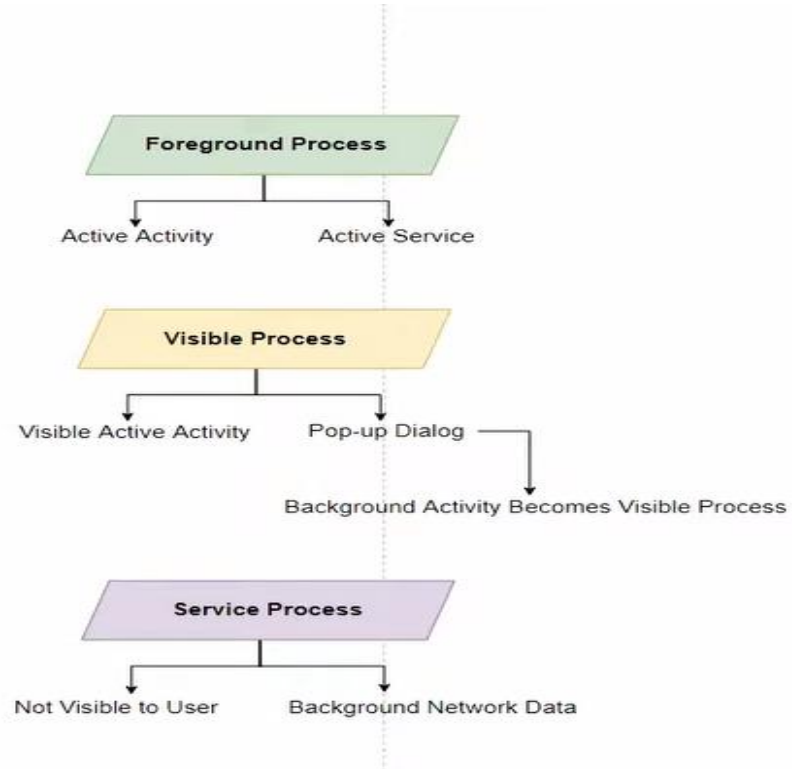 Foreground Process
Active Activity
Active Service
Visible Process
Visible Active Activity
Pop-up Dialog
Background Activity Becomes Visible Process
Service Process
Not Visible to User
Background Network Data